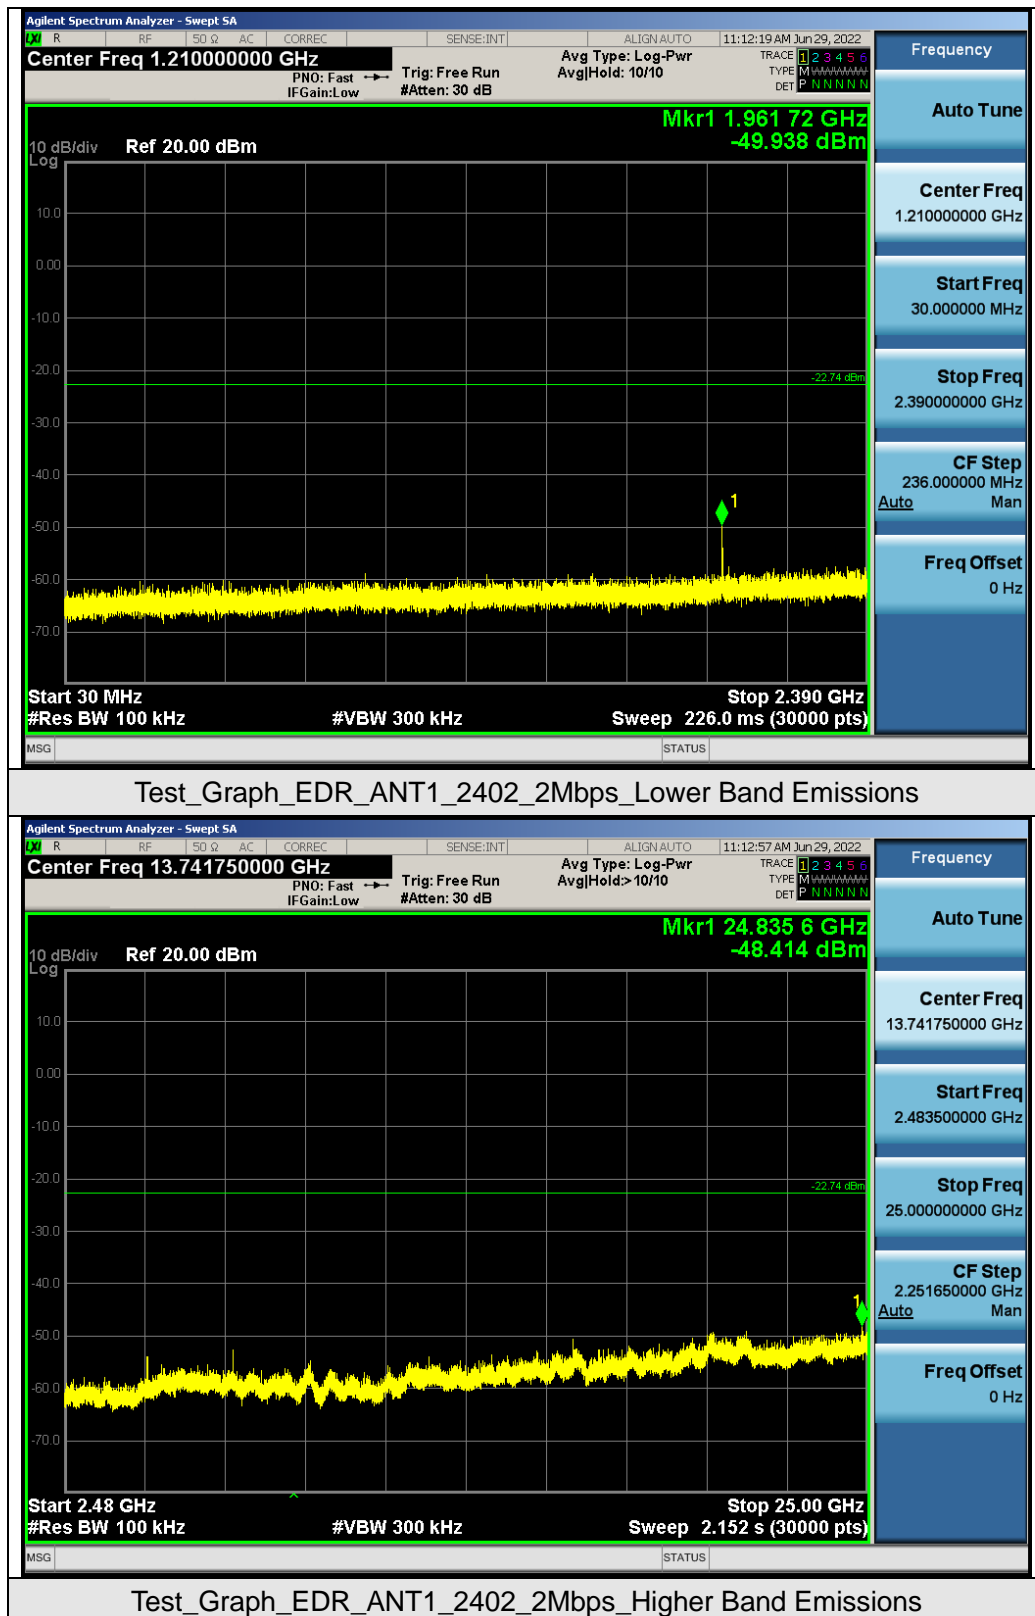 Agilent Spectrum Analyzer - Swept SA
LXI R RF 50 Ω AC CORREC SENSE:INT ALIGN AUTO 11:12:19 AM Jun 29, 2022
Center Freq 1.210000000 GHz
PNO: Fast
IFGain:Low
Trig: Free Run
#Atten: 30 dB
Avg Type: Log-Pwr
Avg|Hold: 10/10
TRACE 1 2 3 4 5 6
TYPE M WWWWW
DET P N N N N N
Frequency
Auto Tune
Center Freq
1.210000000 GHz
Start Freq
30.000000 MHz
Stop Freq
2.390000000 GHz
CF Step
236.000000 MHz
Auto Man
Freq Offset
0 Hz
Mkr1 1.961 72 GHz
-49.938 dBm
10 dB/div Ref 20.00 dBm
Log
10.0
0.00
-10.0
-20.0
-22.74 dBm
-30.0
-40.0
1
-50.0
-60.0
-70.0
Start 30 MHz Stop 2.390 GHz
#Res BW 100 kHz #VBW 300 kHz Sweep 226.0 ms (30000 pts)
MSG STATUS
Test_Graph_EDR_ANT1_2402_2Mbps_Lower Band Emissions
Agilent Spectrum Analyzer - Swept SA
LXI R RF 50 Ω AC CORREC SENSE:INT ALIGN AUTO 11:12:57 AM Jun 29, 2022
Center Freq 13.741750000 GHz
PNO: Fast
IFGain:Low
Trig: Free Run
#Atten: 30 dB
Avg Type: Log-Pwr
Avg|Hold:>10/10
TRACE 1 2 3 4 5 6
TYPE M WWWWW
DET P N N N N N
Frequency
Auto Tune
Center Freq
13.741750000 GHz
Start Freq
2.483500000 GHz
Stop Freq
25.000000000 GHz
CF Step
2.251650000 GHz
Auto Man
Freq Offset
0 Hz
Mkr1 24.835 6 GHz
-48.414 dBm
10 dB/div Ref 20.00 dBm
Log
10.0
0.00
-10.0
-20.0
-22.74 dBm
-30.0
-40.0
1
-50.0
-60.0
-70.0
Start 2.48 GHz Stop 25.00 GHz
#Res BW 100 kHz #VBW 300 kHz Sweep 2.152 s (30000 pts)
MSG STATUS
Test_Graph_EDR_ANT1_2402_2Mbps_Higher Band Emissions